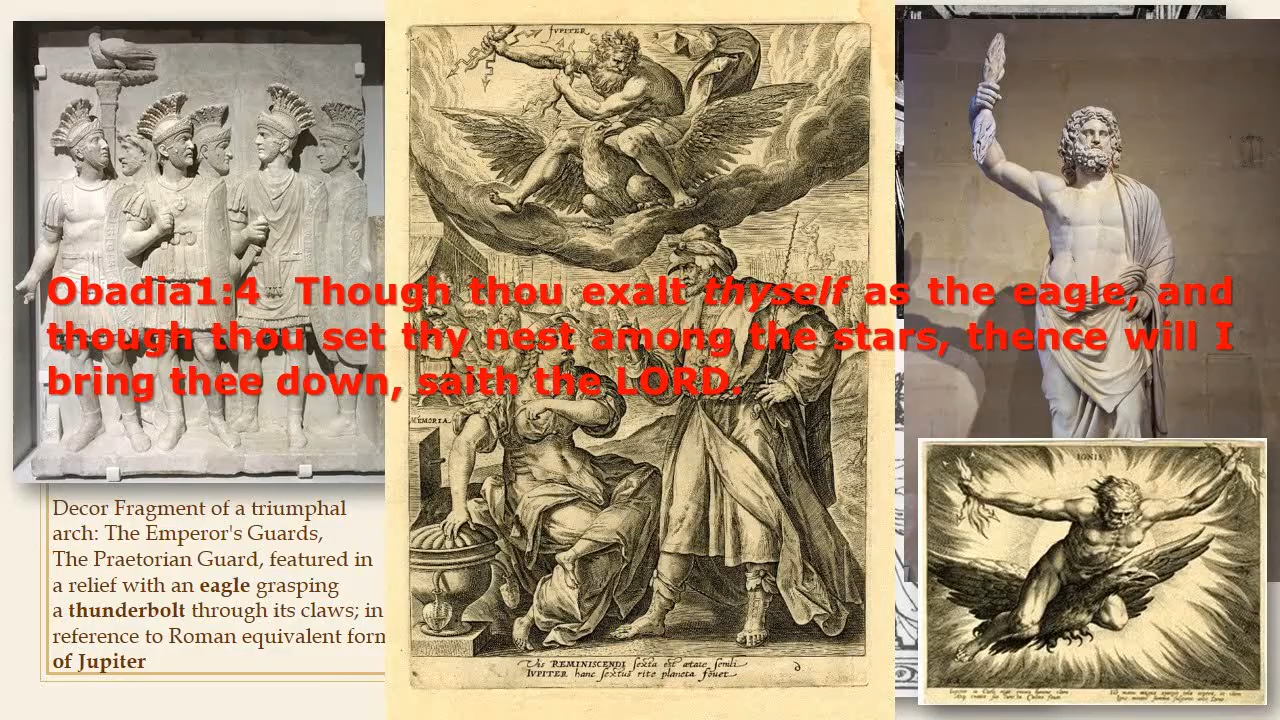 Obadia1:4 Though thou exalt thyself as the eagle, and
though thou set thy nest among the stars, thence will I
bring thee down, saith the LORD.
Decor Fragment of a triumphal
arch: The Emperor's Guards,
The Praetorian Guard, featured in
a relief with an eagle grasping
a thunderbolt through its claws; in
reference to Roman equivalent form
of Jupiter
IVPITER
MEMORIA
Vis REMINISCENDI sexta est ætate senili
IVPITER hanc sextus rite planeta fovet
IGNIS